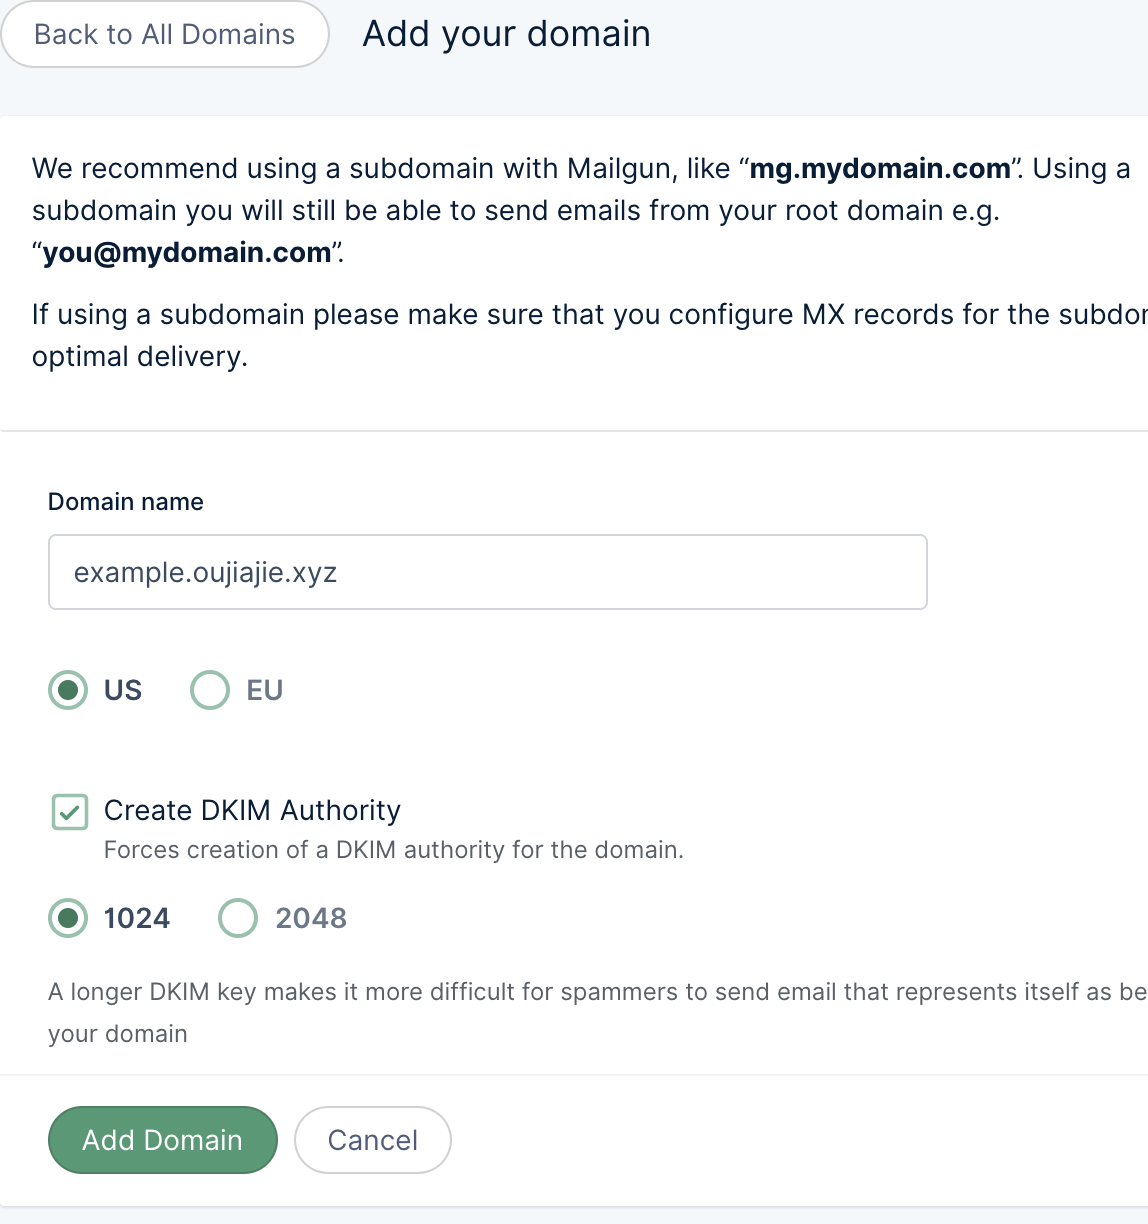 Back to All Domains
Add your domain
We recommend using a subdomain with Mailgun, like “mg.mydomain.com”. Using a
subdomain you will still be able to send emails from your root domain e.g.
“you@mydomain.com”.
If using a subdomain please make sure that you configure MX records for the
optimal delivery.
Domain name
example.oujiajie.xyz
US EU
Create DKIM Authority
Forces creation of a DKIM authority for the domain.
1024 2048
A longer DKIM key makes it more difficult for spammers to send email that represents itself as
your domain
Add Domain Cancel